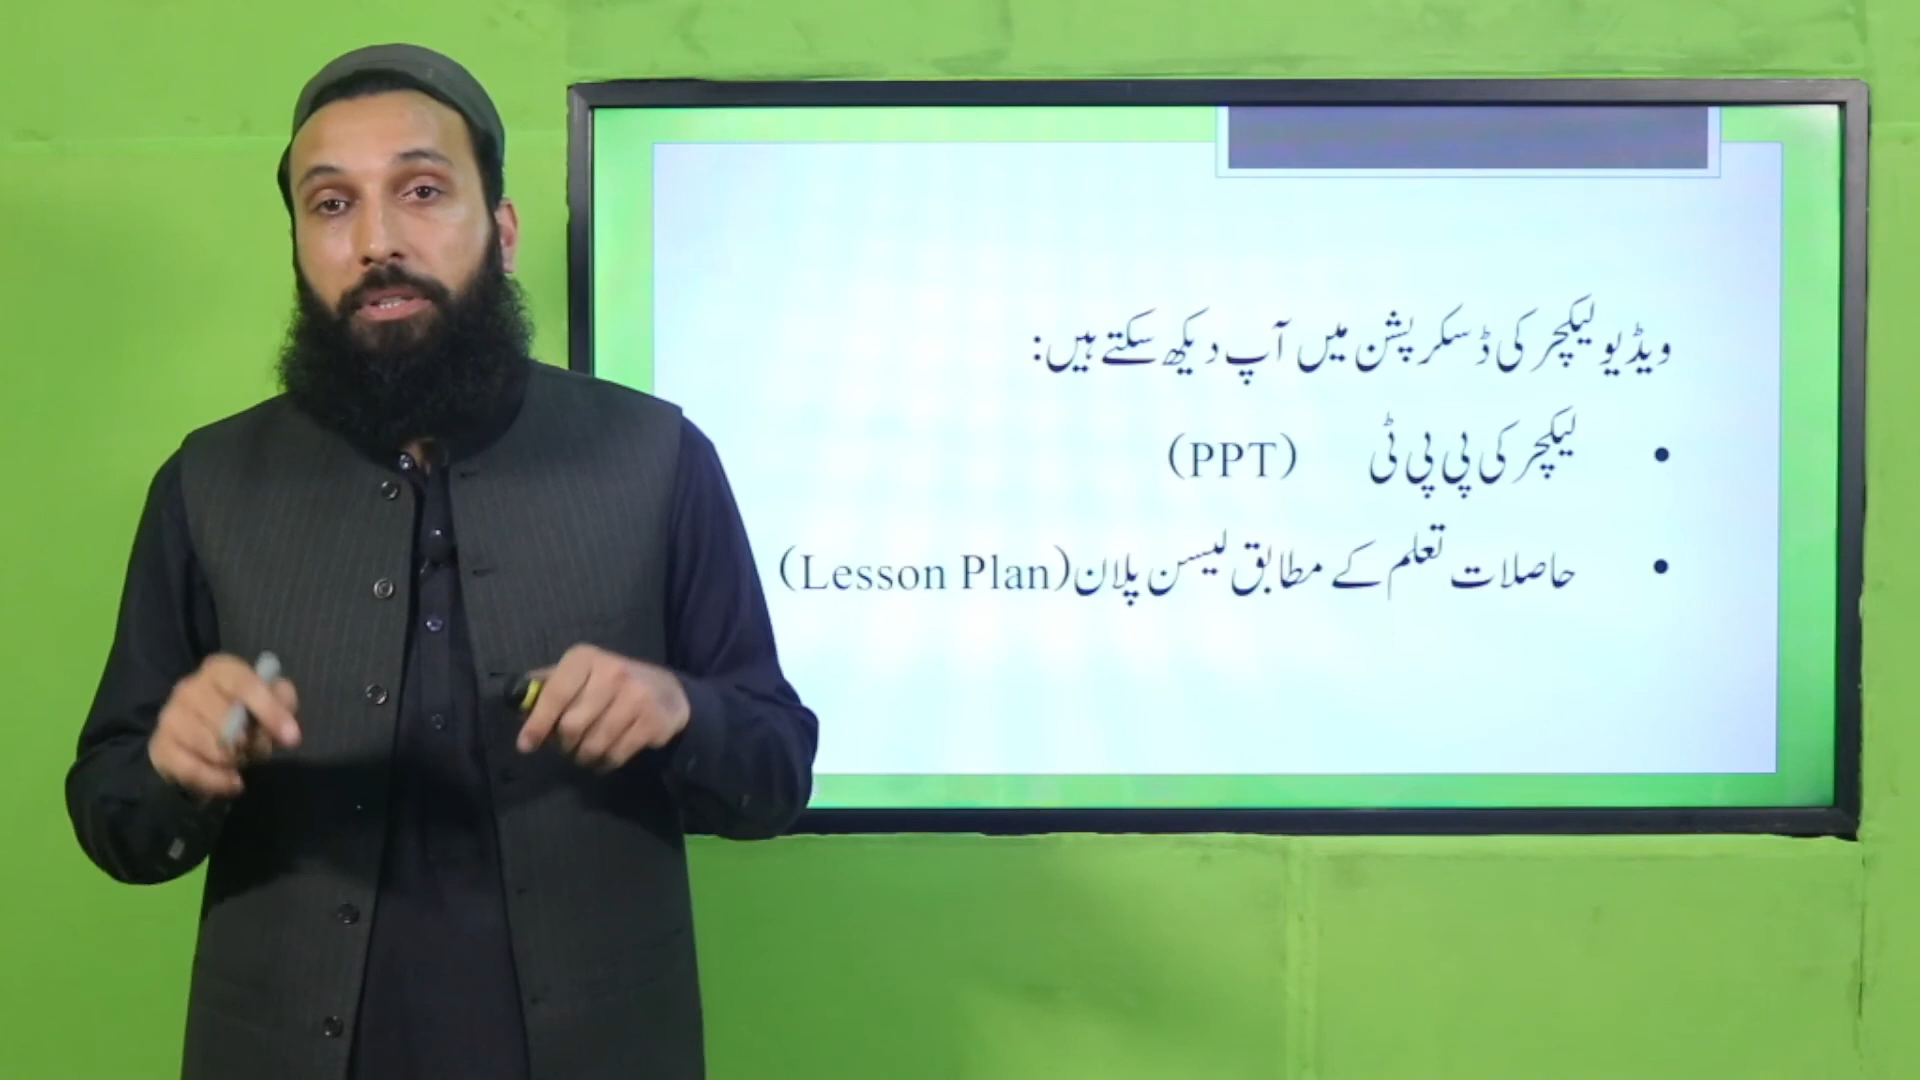 ویڈیو لیکچر کی ڈسکرپشن میں آپ دیکھ سکتے ہیں:
• لیکچر کی پی پی ٹی (PPT)
• حاصلات تعلم کے مطابق لیسن پلان (Lesson Plan)